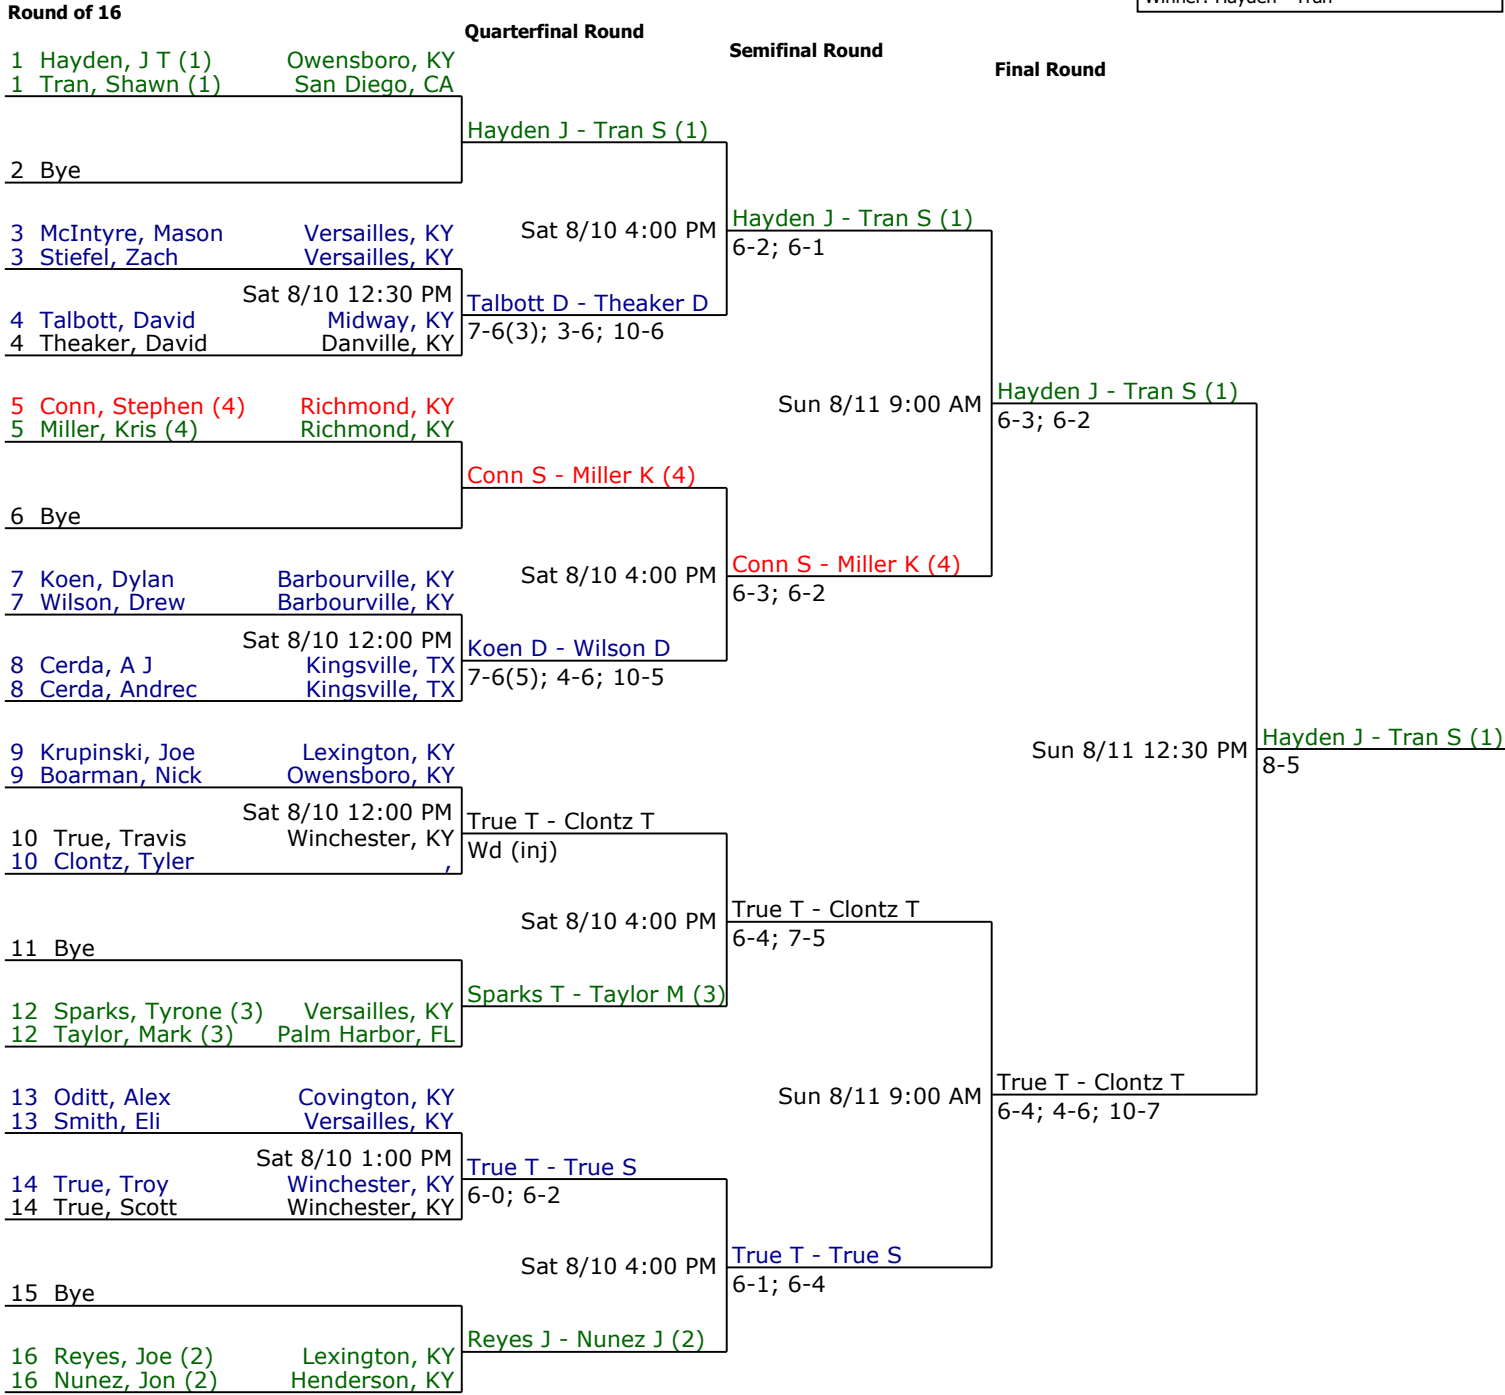 Winner: Hayden - Tran
Round of 16
Quarterfinal Round
Semifinal Round
Final Round
1 Hayden, J T (1) Owensboro, KY
1 Tran, Shawn (1) San Diego, CA
Hayden J - Tran S (1)
2 Bye
Sat 8/10 4:00 PM
Hayden J - Tran S (1)
6-2; 6-1
3 McIntyre, Mason Versailles, KY
3 Stiefel, Zach Versailles, KY
Sat 8/10 12:30 PM
Talbott D - Theaker D
7-6(3); 3-6; 10-6
4 Talbott, David Midway, KY
4 Theaker, David Danville, KY
Sun 8/11 9:00 AM
Hayden J - Tran S (1)
6-3; 6-2
5 Conn, Stephen (4) Richmond, KY
5 Miller, Kris (4) Richmond, KY
Conn S - Miller K (4)
6 Bye
Sat 8/10 4:00 PM
Conn S - Miller K (4)
6-3; 6-2
7 Koen, Dylan Barbourville, KY
7 Wilson, Drew Barbourville, KY
Sat 8/10 12:00 PM
Koen D - Wilson D
7-6(5); 4-6; 10-5
8 Cerda, A J Kingsville, TX
8 Cerda, Andrec Kingsville, TX
Sun 8/11 12:30 PM
Hayden J - Tran S (1)
8-5
9 Krupinski, Joe Lexington, KY
9 Boarman, Nick Owensboro, KY
Sat 8/10 12:00 PM
True T - Clontz T
Wd (inj)
10 True, Travis Winchester, KY
10 Clontz, Tyler ,
Sat 8/10 4:00 PM
True T - Clontz T
6-4; 7-5
11 Bye
Sparks T - Taylor M (3)
12 Sparks, Tyrone (3) Versailles, KY
12 Taylor, Mark (3) Palm Harbor, FL
Sun 8/11 9:00 AM
True T - Clontz T
6-4; 4-6; 10-7
13 Oditt, Alex Covington, KY
13 Smith, Eli Versailles, KY
Sat 8/10 1:00 PM
True T - True S
6-0; 6-2
14 True, Troy Winchester, KY
14 True, Scott Winchester, KY
Sat 8/10 4:00 PM
True T - True S
6-1; 6-4
15 Bye
Reyes J - Nunez J (2)
16 Reyes, Joe (2) Lexington, KY
16 Nunez, Jon (2) Henderson, KY